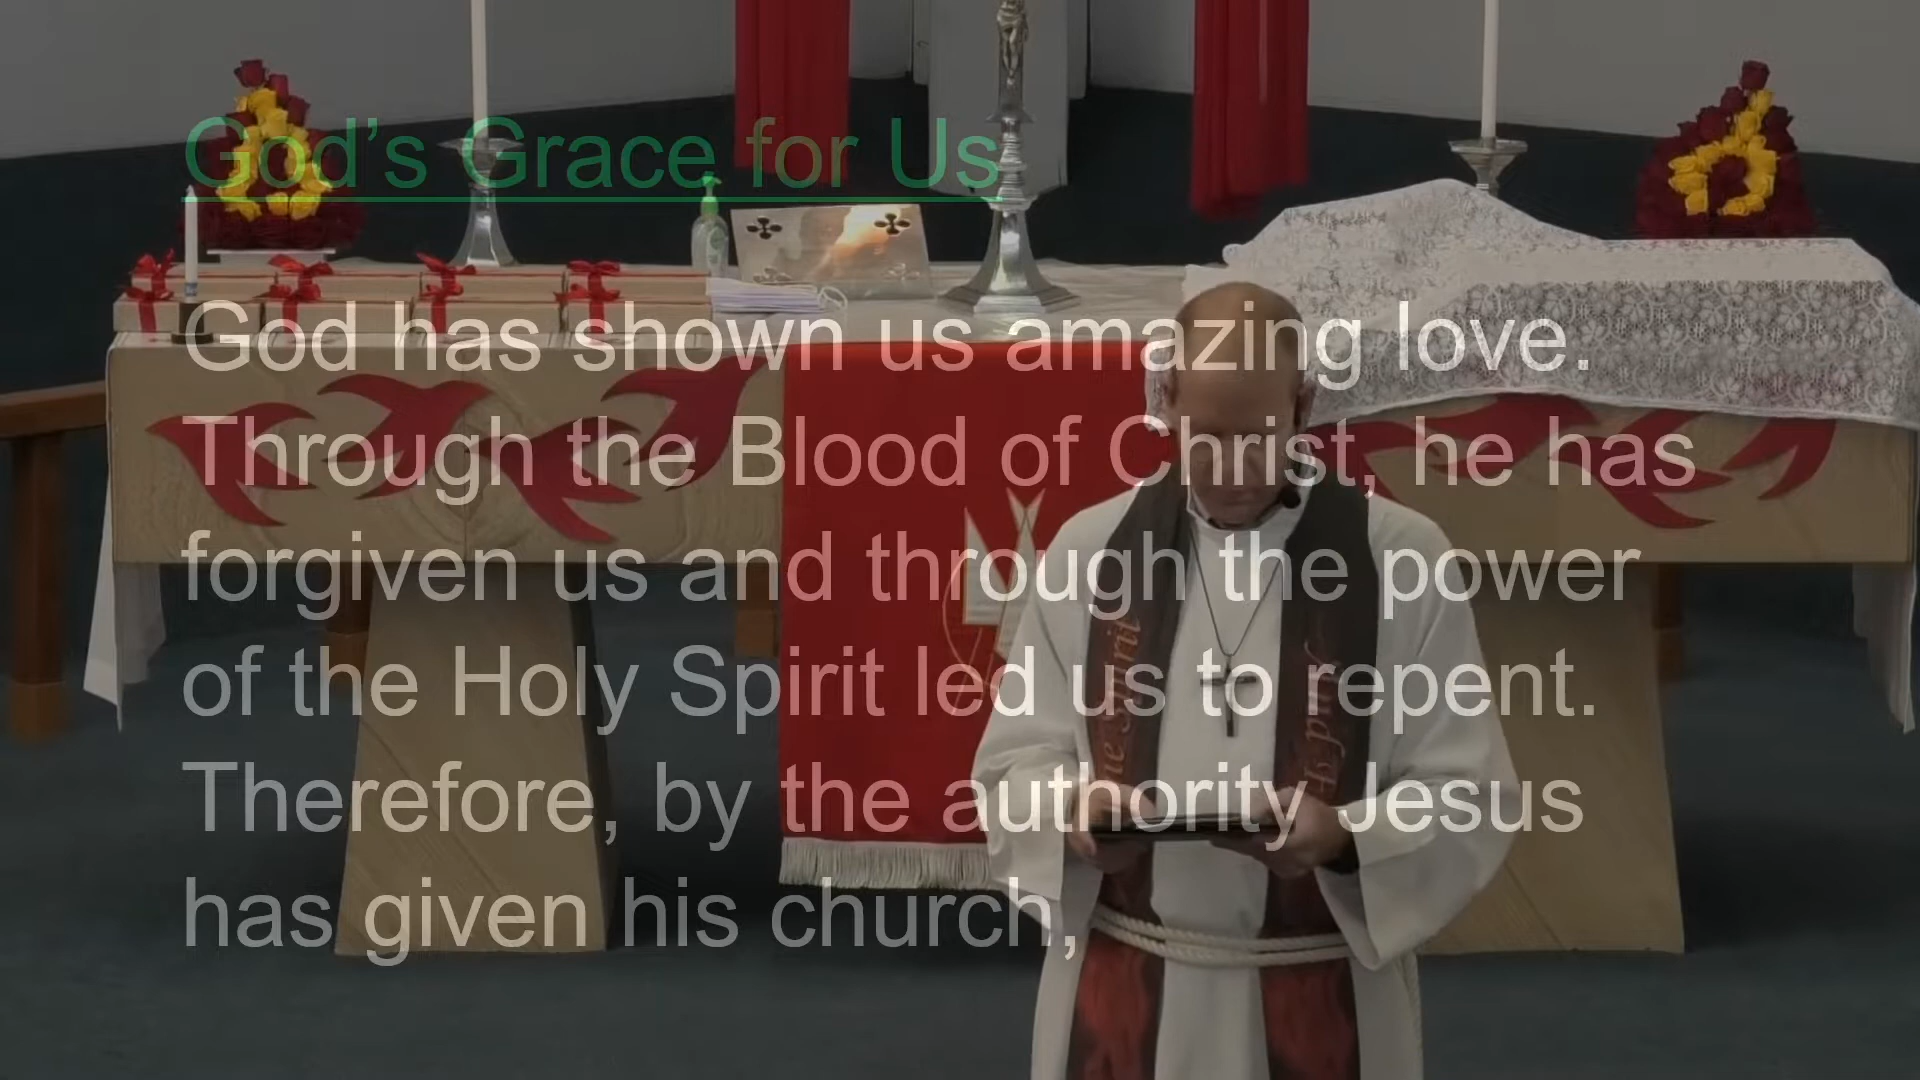 God’s Grace for Us
God has shown us amazing love.
Through the Blood of Christ, he has
forgiven us and through the power
of the Holy Spirit led us to repent.
Therefore, by the authority Jesus
has given his church,
Spirit